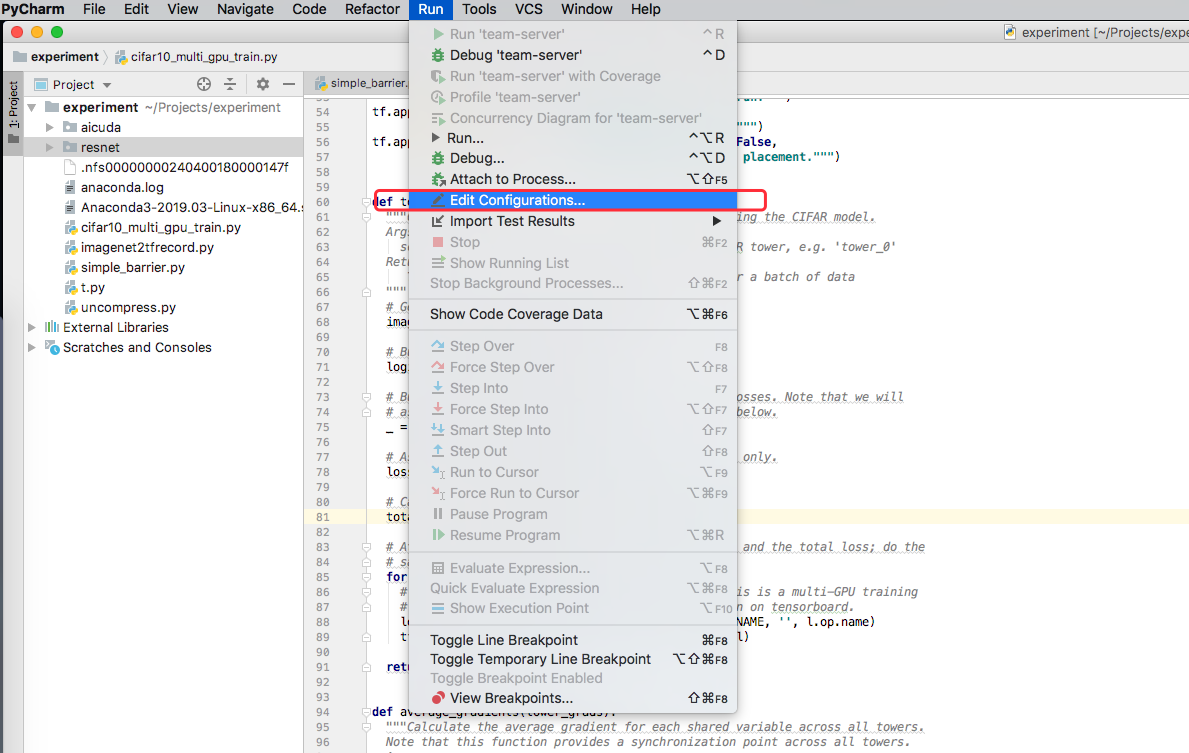 PyCharm File Edit View Navigate Code Refactor Run Tools VCS Window Help
experiment [~/Projects/expe
experiment cifar10_multi_gpu_train.py
1: Project
Project
experiment ~/Projects/experiment
aicuda
resnet
.nfs000000000240400180000147f
anaconda.log
Anaconda3-2019.03-Linux-x86_64.s
cifar10_multi_gpu_train.py
imagenet2tfrecord.py
simple_barrier.py
t.py
uncompress.py
External Libraries
Scratches and Consoles
simple_barrier.
Run 'team-server' ^R
Debug 'team-server' ^D
Run 'team-server' with Coverage
Profile 'team-server'
Concurrency Diagram for 'team-server'
Run... ^⌥R
Debug... ^⌥D
Attach to Process... ⌥⇧F5
Edit Configurations...
Import Test Results
Stop ⌘F2
Show Running List
Stop Background Processes... ⇧⌘F2
Show Code Coverage Data ⌥⌘F6
Step Over F8
Force Step Over ⌥⇧F8
Step Into F7
Force Step Into ⌥⇧F7
Smart Step Into ⇧F7
Step Out ⇧F8
Run to Cursor ⌥F9
Force Run to Cursor ⌥⌘F9
Pause Program
Resume Program ⌥⌘R
Evaluate Expression... ⌥F8
Quick Evaluate Expression ⌥⌘F8
Show Execution Point ⌥F10
Toggle Line Breakpoint ⌘F8
Toggle Temporary Line Breakpoint ⌥⇧⌘F8
Toggle Breakpoint Enabled
View Breakpoints... ⇧⌘F8
54 tf.app
55 """)
56 tf.app False,
57 placement.""")
58
59
60 def to
61 """ ing the CIFAR model.
62 Args
63 s R tower, e.g. 'tower_0'
64 Retu
65 r a batch of data
66 """
67 # G
68 imag
69
70 # B
71 log
72
73 # B osses. Note that we will
74 # a below.
75 _ =
76
77 # A only.
78 loss
79
80 # C
81 tota
82
83 # A and the total loss; do the
84 # s
85 for
86 # is is a multi-GPU training
87 # n on tensorboard.
88 l NAME, '', l.op.name)
89 t l)
90
91 retu
92
93
94 def average_gradients(tower_grads):
95 """Calculate the average gradient for each shared variable across all towers.
96 Note that this function provides a synchronization point across all towers.